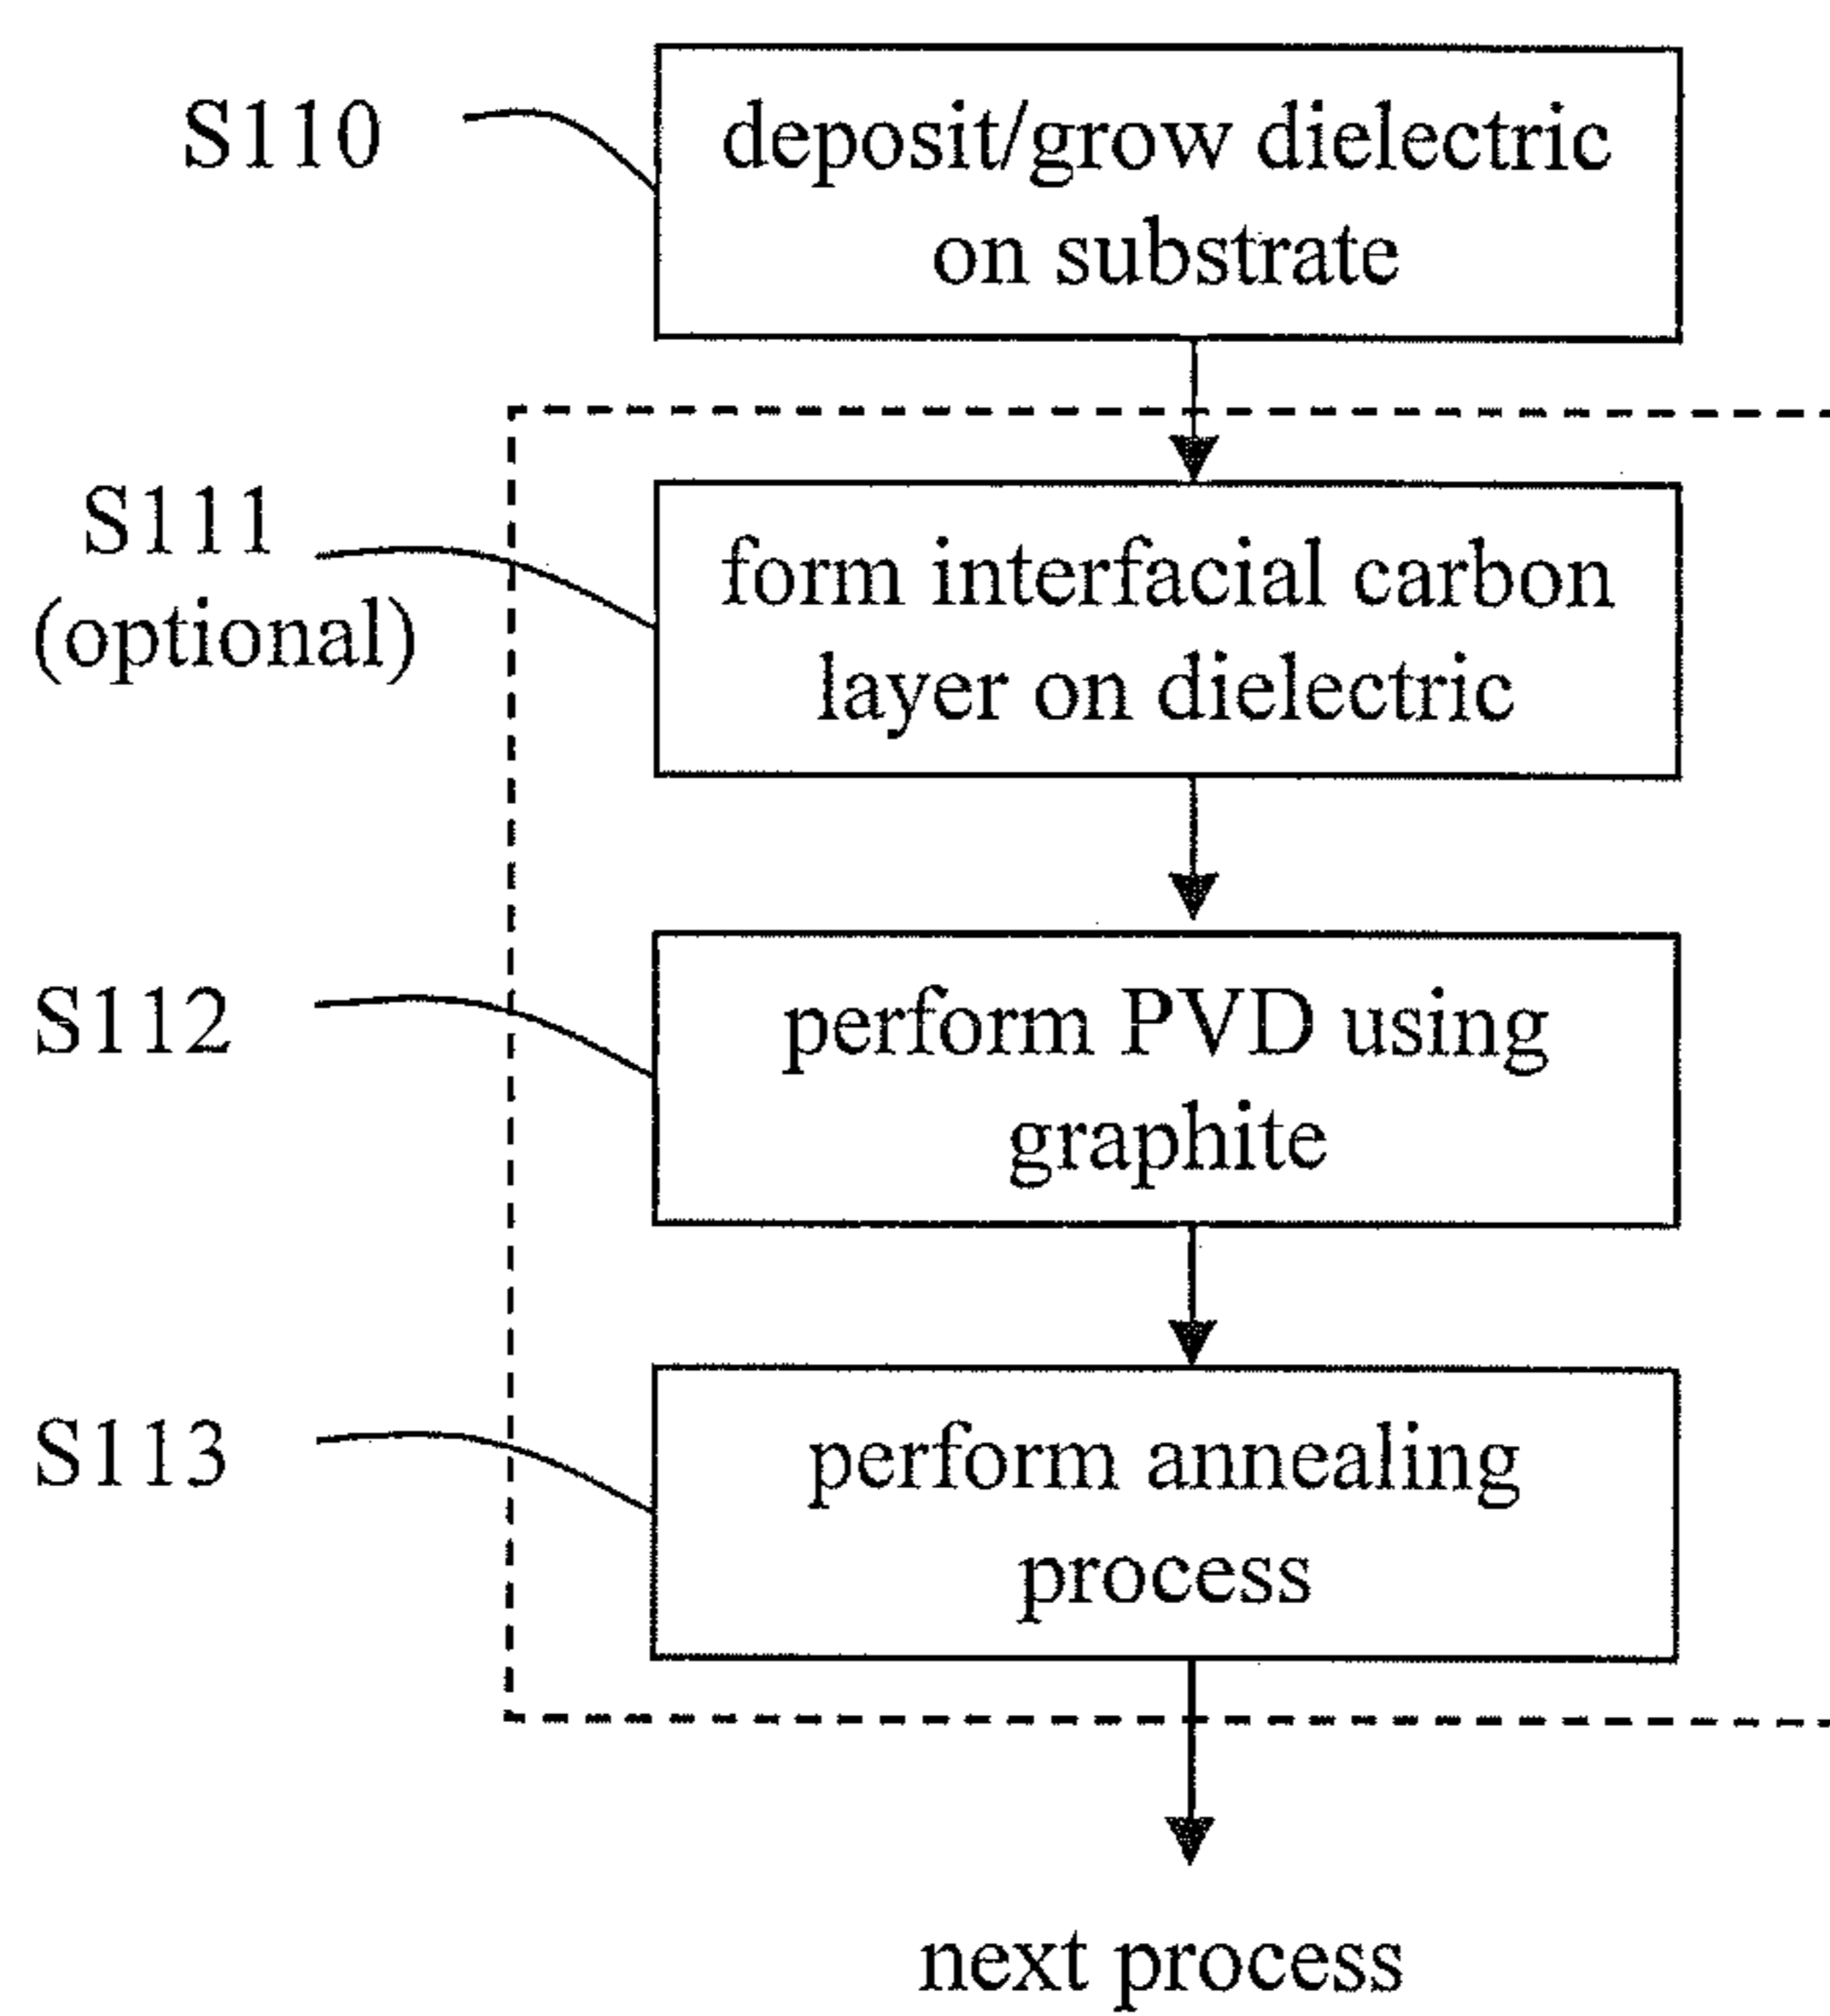 S110
deposit/grow dielectric
on substrate
S111
(optional)
form interfacial carbon
layer on dielectric
S112
perform PVD using
graphite
S113
perform annealing
process
next process